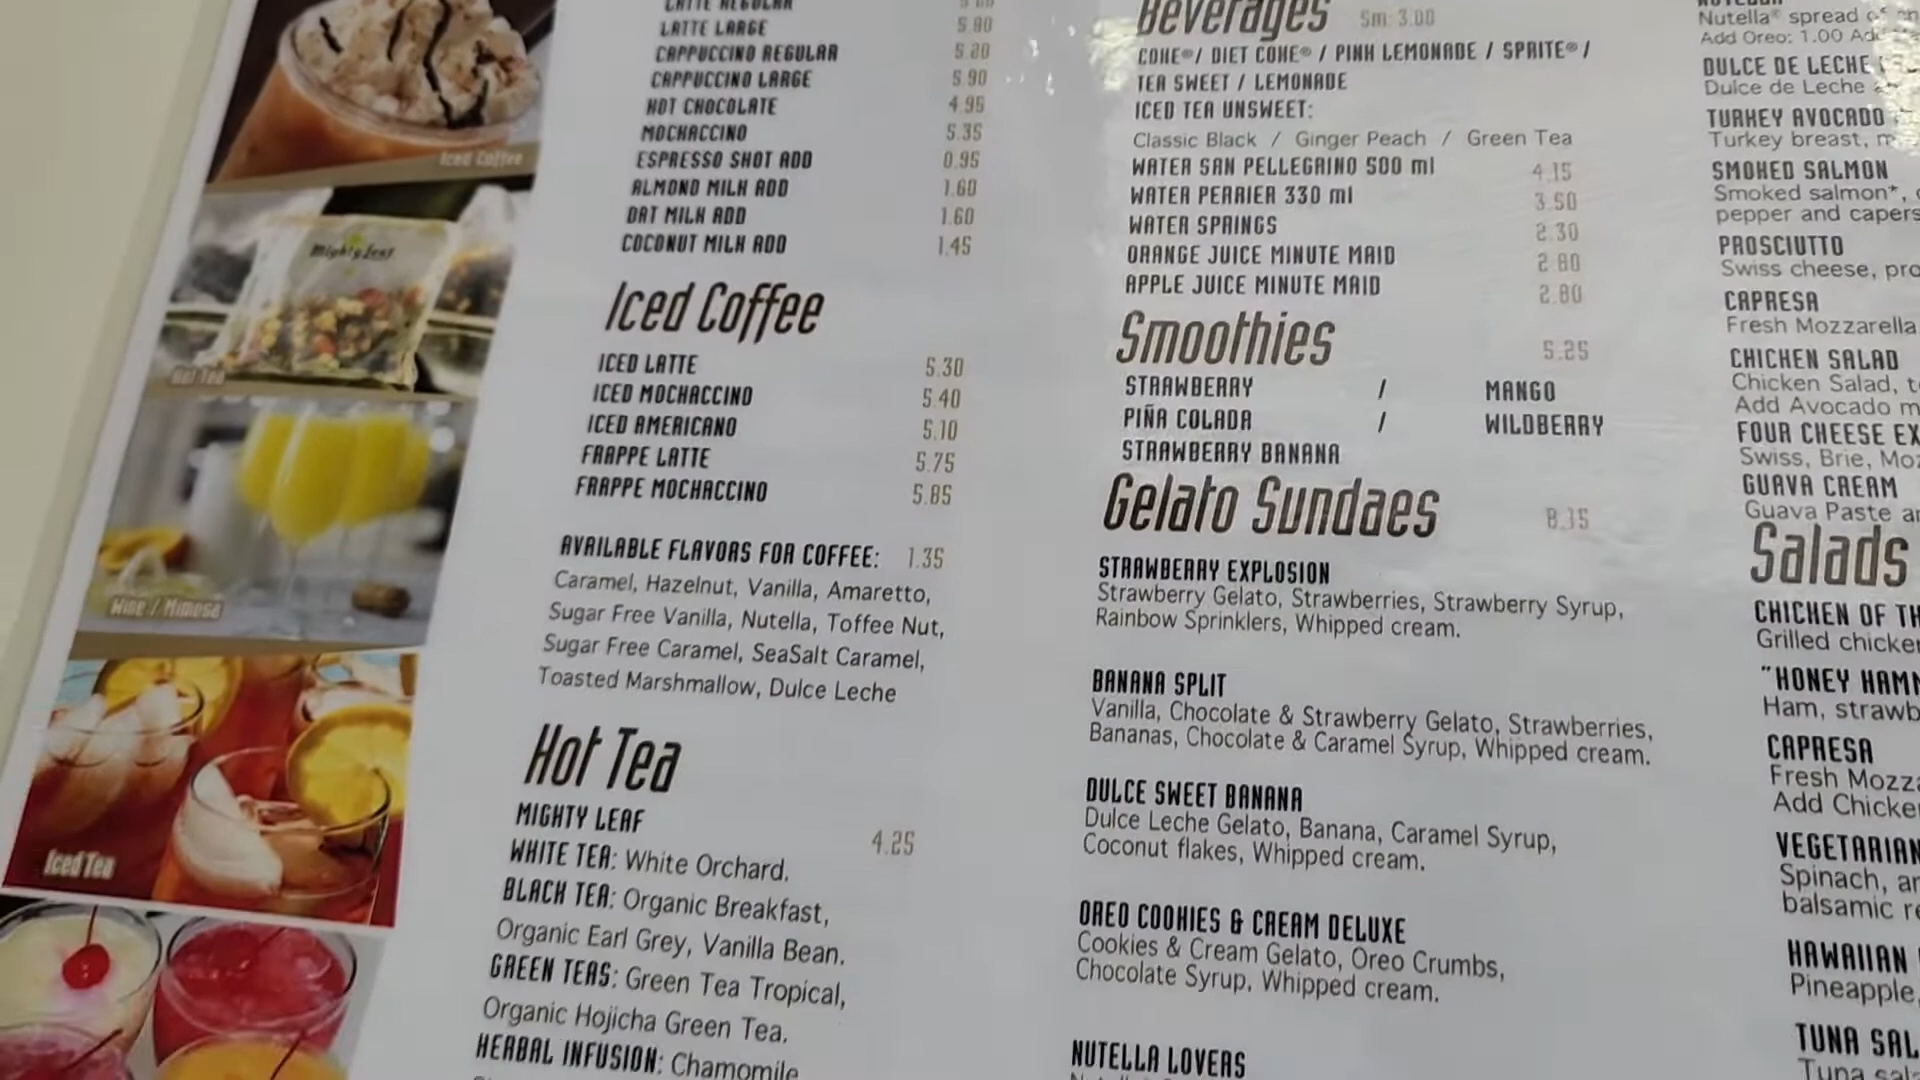 LATTE REGULAR
LATTE LARGE 5.80
CAPPUCCINO REGULAR 5.20
CAPPUCCINO LARGE 5.90
HOT CHOCOLATE 4.95
MOCHACCINO 5.35
ESPRESSO SHOT ADD 0.95
ALMOND MILK ADD 1.60
OAT MILK ADD 1.60
COCONUT MILK ADD 1.45
Iced Coffee
ICED LATTE 5.30
ICED MOCHACCINO 5.40
ICED AMERICANO 5.10
FRAPPE LATTE 5.75
FRAPPE MOCHACCINO 5.85
AVAILABLE FLAVORS FOR COFFEE: 1.35
Caramel, Hazelnut, Vanilla, Amaretto,
Sugar Free Vanilla, Nutella, Toffee Nut,
Sugar Free Caramel, SeaSalt Caramel,
Toasted Marshmallow, Dulce Leche
Hot Tea
MIGHTY LEAF 4.25
WHITE TEA: White Orchard.
BLACK TEA: Organic Breakfast,
Organic Earl Grey, Vanilla Bean.
GREEN TEAS: Green Tea Tropical,
Organic Hojicha Green Tea.
HERBAL INFUSION: Chamomile
Iced Coffee
Mighty Leaf
Hot Tea
Wine / Mimosa
Iced Tea
Beverages Sm: 3.00
COKE® / DIET COKE® / PINK LEMONADE / SPRITE® /
TEA SWEET / LEMONADE
ICED TEA UNSWEET:
Classic Black / Ginger Peach / Green Tea
WATER SAN PELLEGRINO 500 ml 4.15
WATER PERRIER 330 ml 3.50
WATER SPRINGS 2.30
ORANGE JUICE MINUTE MAID 2.80
APPLE JUICE MINUTE MAID 2.80
Smoothies 5.25
STRAWBERRY / MANGO
PIÑA COLADA / WILDBERRY
STRAWBERRY BANANA
Gelato Sundaes 8.15
STRAWBERRY EXPLOSION
Strawberry Gelato, Strawberries, Strawberry Syrup,
Rainbow Sprinklers, Whipped cream.
BANANA SPLIT
Vanilla, Chocolate & Strawberry Gelato, Strawberries,
Bananas, Chocolate & Caramel Syrup, Whipped cream.
DULCE SWEET BANANA
Dulce Leche Gelato, Banana, Caramel Syrup,
Coconut flakes, Whipped cream.
OREO COOKIES & CREAM DELUXE
Cookies & Cream Gelato, Oreo Crumbs,
Chocolate Syrup, Whipped cream.
NUTELLA LOVERS
Nutella® spread
Add Oreo: 1.00
DULCE DE LECHE
Dulce de Leche
TURKEY AVOCADO
Turkey breast,
SMOKED SALMON
Smoked salmon*,
pepper and capers
PROSCIUTTO
Swiss cheese,
CAPRESA
Fresh Mozzarella
CHICKEN SALAD
Chicken Salad,
Add Avocado
FOUR CHEESE
Swiss, Brie,
GUAVA CREAM
Guava Paste
Salads
CHICKEN OF
Grilled chicken
"HONEY
Ham,
CAPRESA
Fresh
Add Chicken
VEGETARIAN
Spinach,
balsamic
HAWAIIAN
Pineapple,
TUNA
Tuna